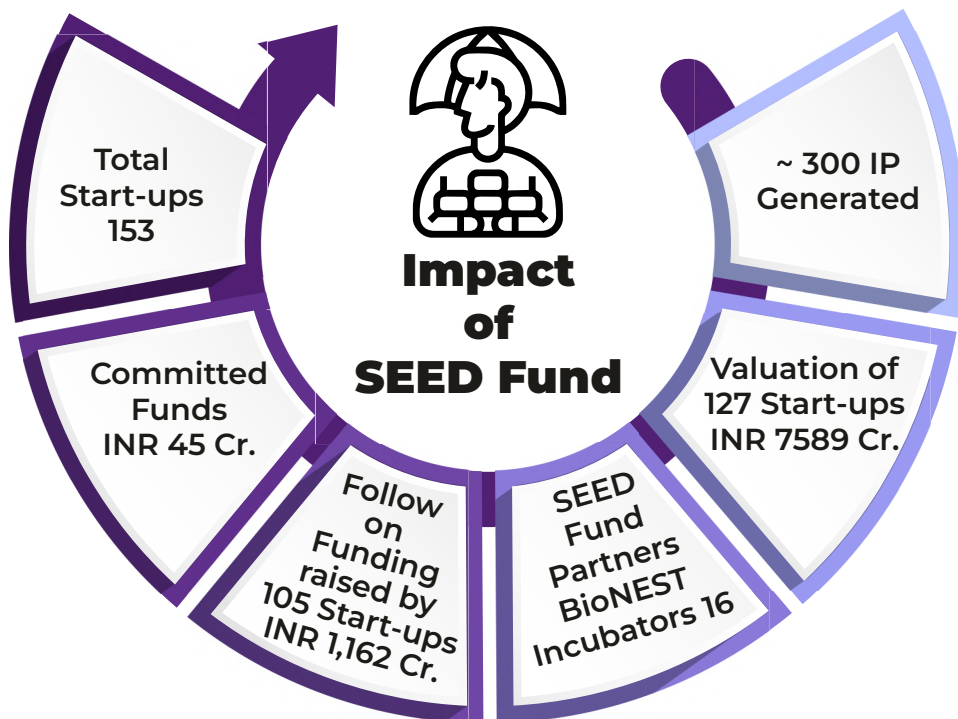 Impact
of
SEED Fund
Total
Start-ups
153
Committed
Funds
INR 45 Cr.
Follow
on
Funding
raised by
105 Start-ups
INR 1,162 Cr.
SEED
Fund
Partners
BioNEST
Incubators 16
Valuation of
127 Start-ups
INR 7589 Cr.
~ 300 IP
Generated